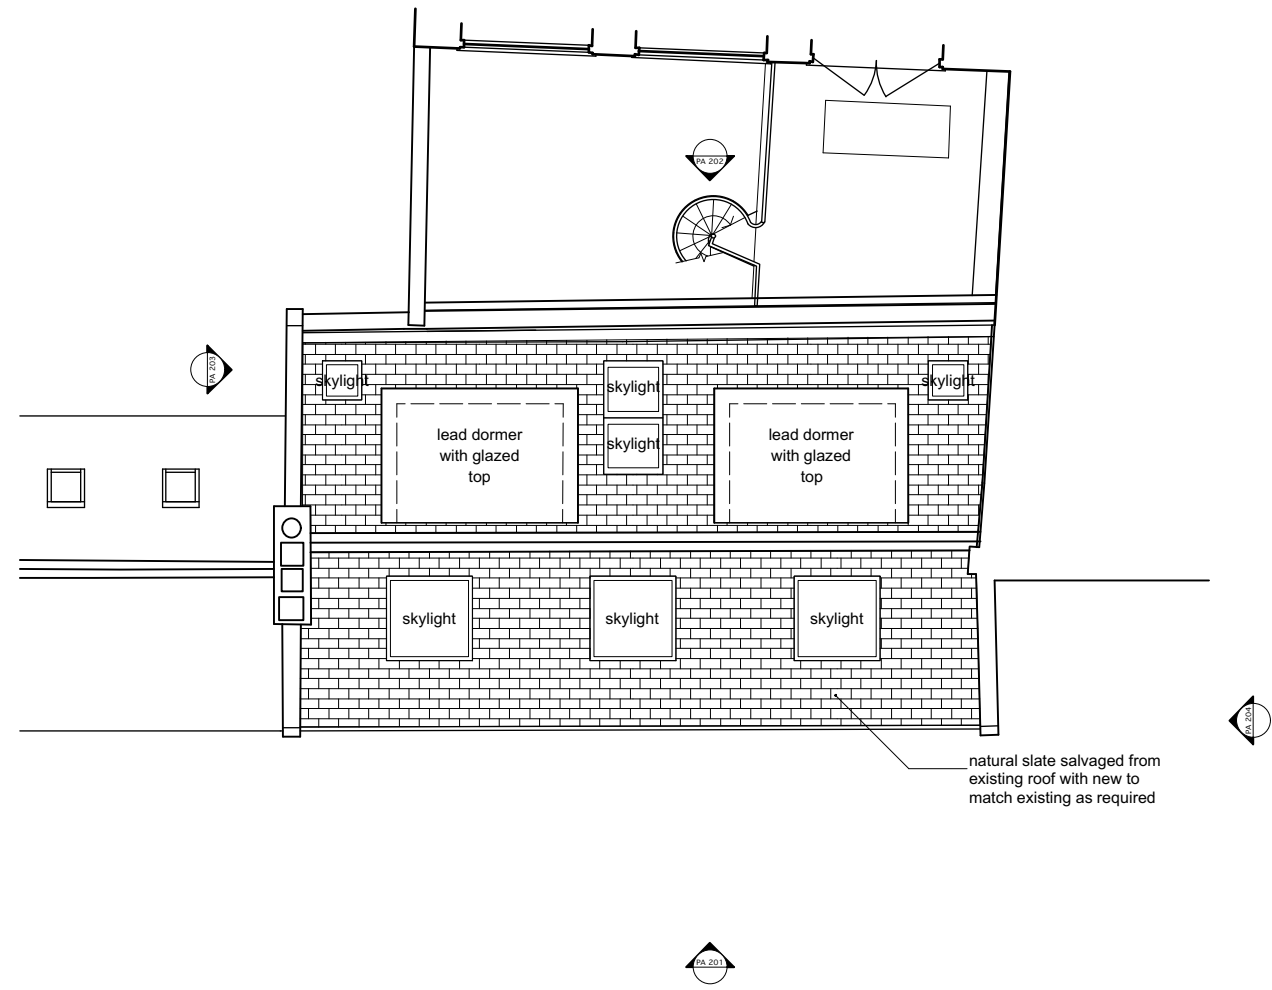 PA 202
PA 203
skylight
skylight
skylight
skylight
lead dormer
with glazed
top
lead dormer
with glazed
top
skylight
skylight
skylight
PA 204
natural slate salvaged from
existing roof with new to
match existing as required
PA 201